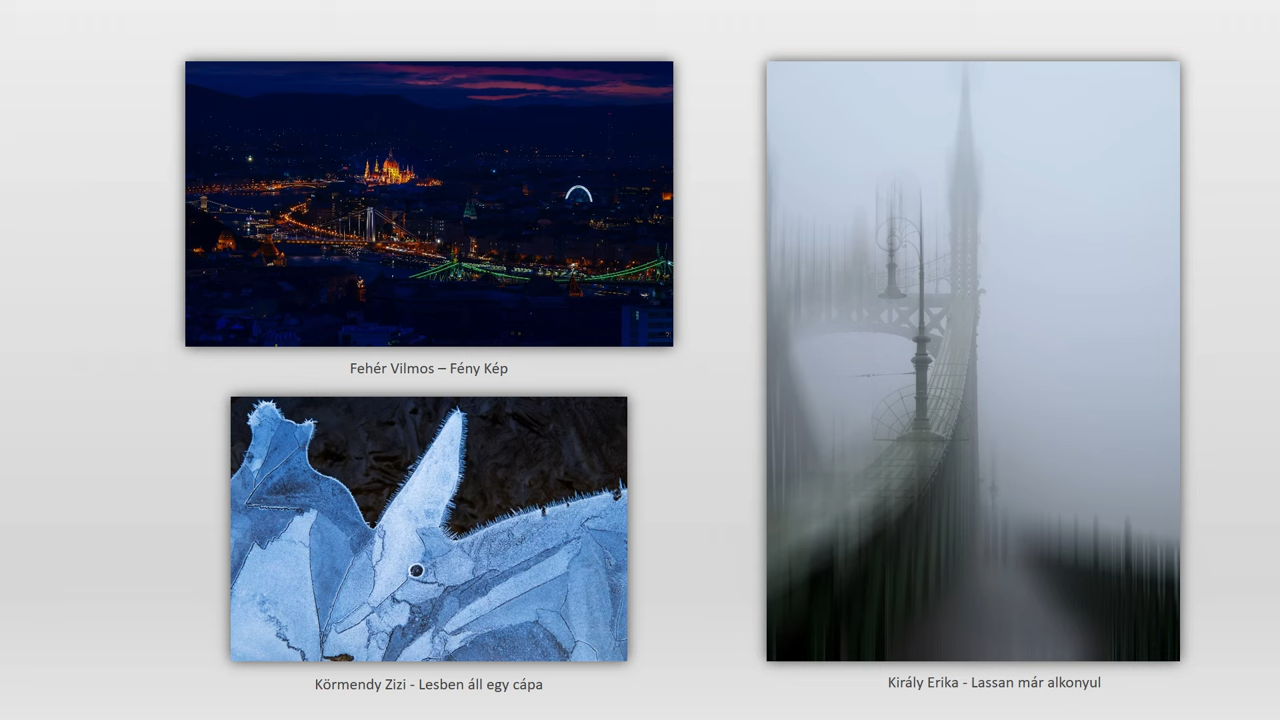 Fehér Vilmos – Fény Kép
Körmendy Zizi - Lesben áll egy cápa
Király Erika - Lassan már alkonyul